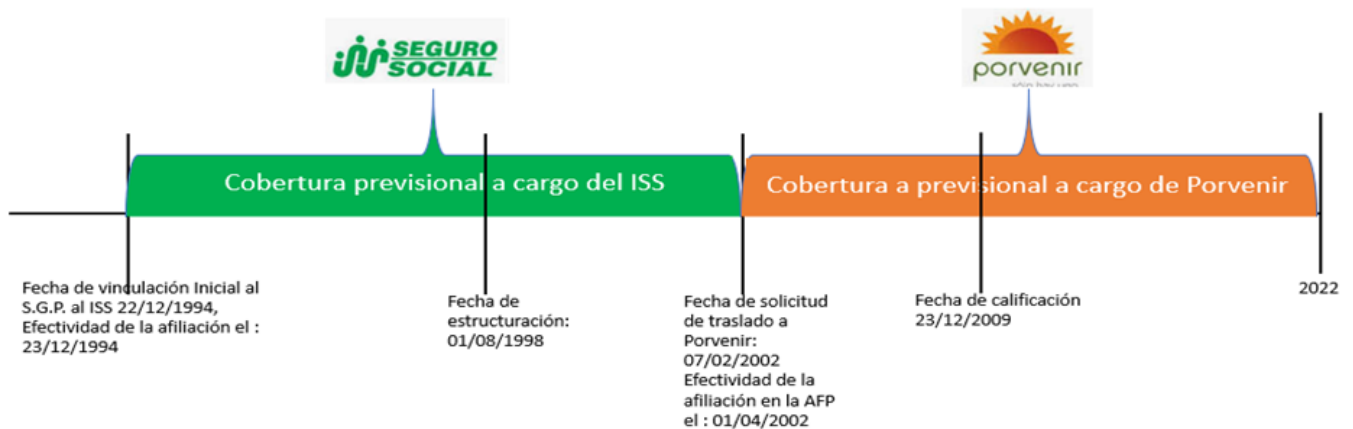 SEGURO
SOCIAL
porvenir
sólo hay uno
Cobertura previsional a cargo del ISS
Cobertura a previsional a cargo de Porvenir
Fecha de vinculación Inicial al
S.G.P. al ISS 22/12/1994,
Efectividad de la afiliación el :
23/12/1994
Fecha de
estructuración:
01/08/1998
Fecha de solicitud
de traslado a
Porvenir:
07/02/2002
Efectividad de la
afiliación en la AFP
el : 01/04/2002
Fecha de calificación
23/12/2009
2022